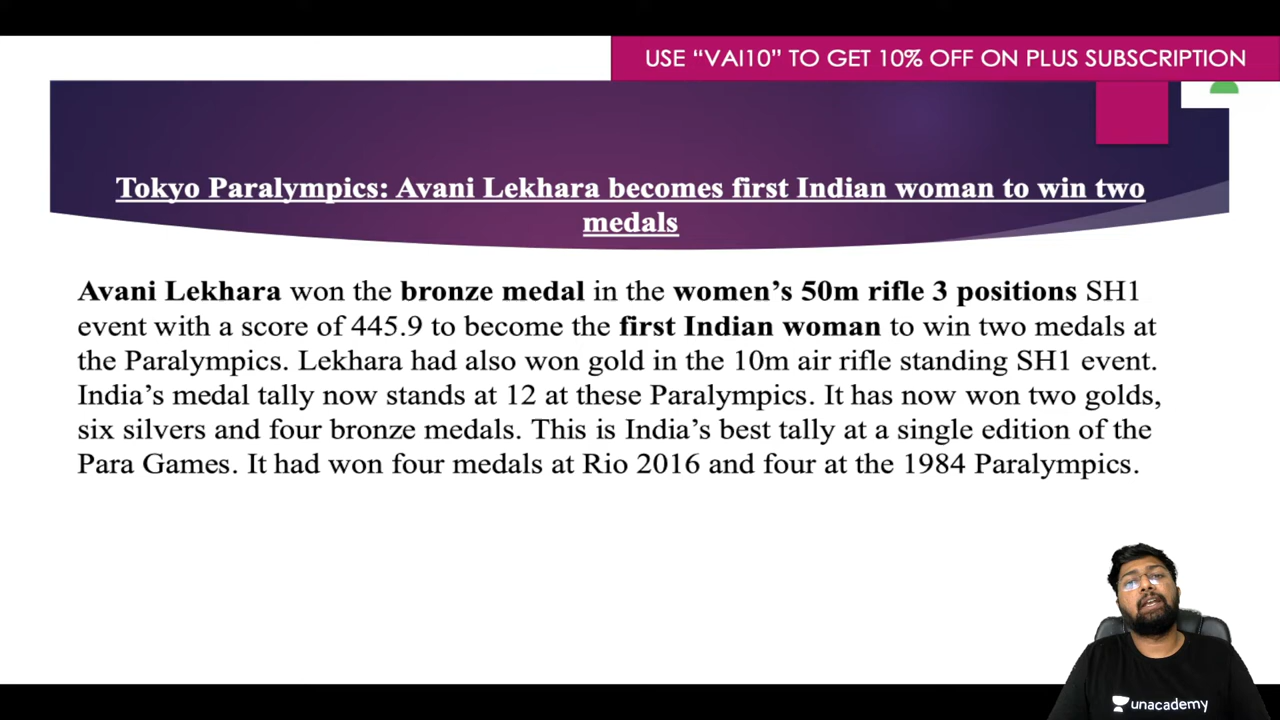 USE “VAI10” TO GET 10% OFF ON PLUS SUBSCRIPTION
Tokyo Paralympics: Avani Lekhara becomes first Indian woman to win two
medals
Avani Lekhara won the bronze medal in the women’s 50m rifle 3 positions SH1
event with a score of 445.9 to become the first Indian woman to win two medals at
the Paralympics. Lekhara had also won gold in the 10m air rifle standing SH1 event.
India’s medal tally now stands at 12 at these Paralympics. It has now won two golds,
six silvers and four bronze medals. This is India’s best tally at a single edition of the
Para Games. It had won four medals at Rio 2016 and four at the 1984 Paralympics.
unacademy